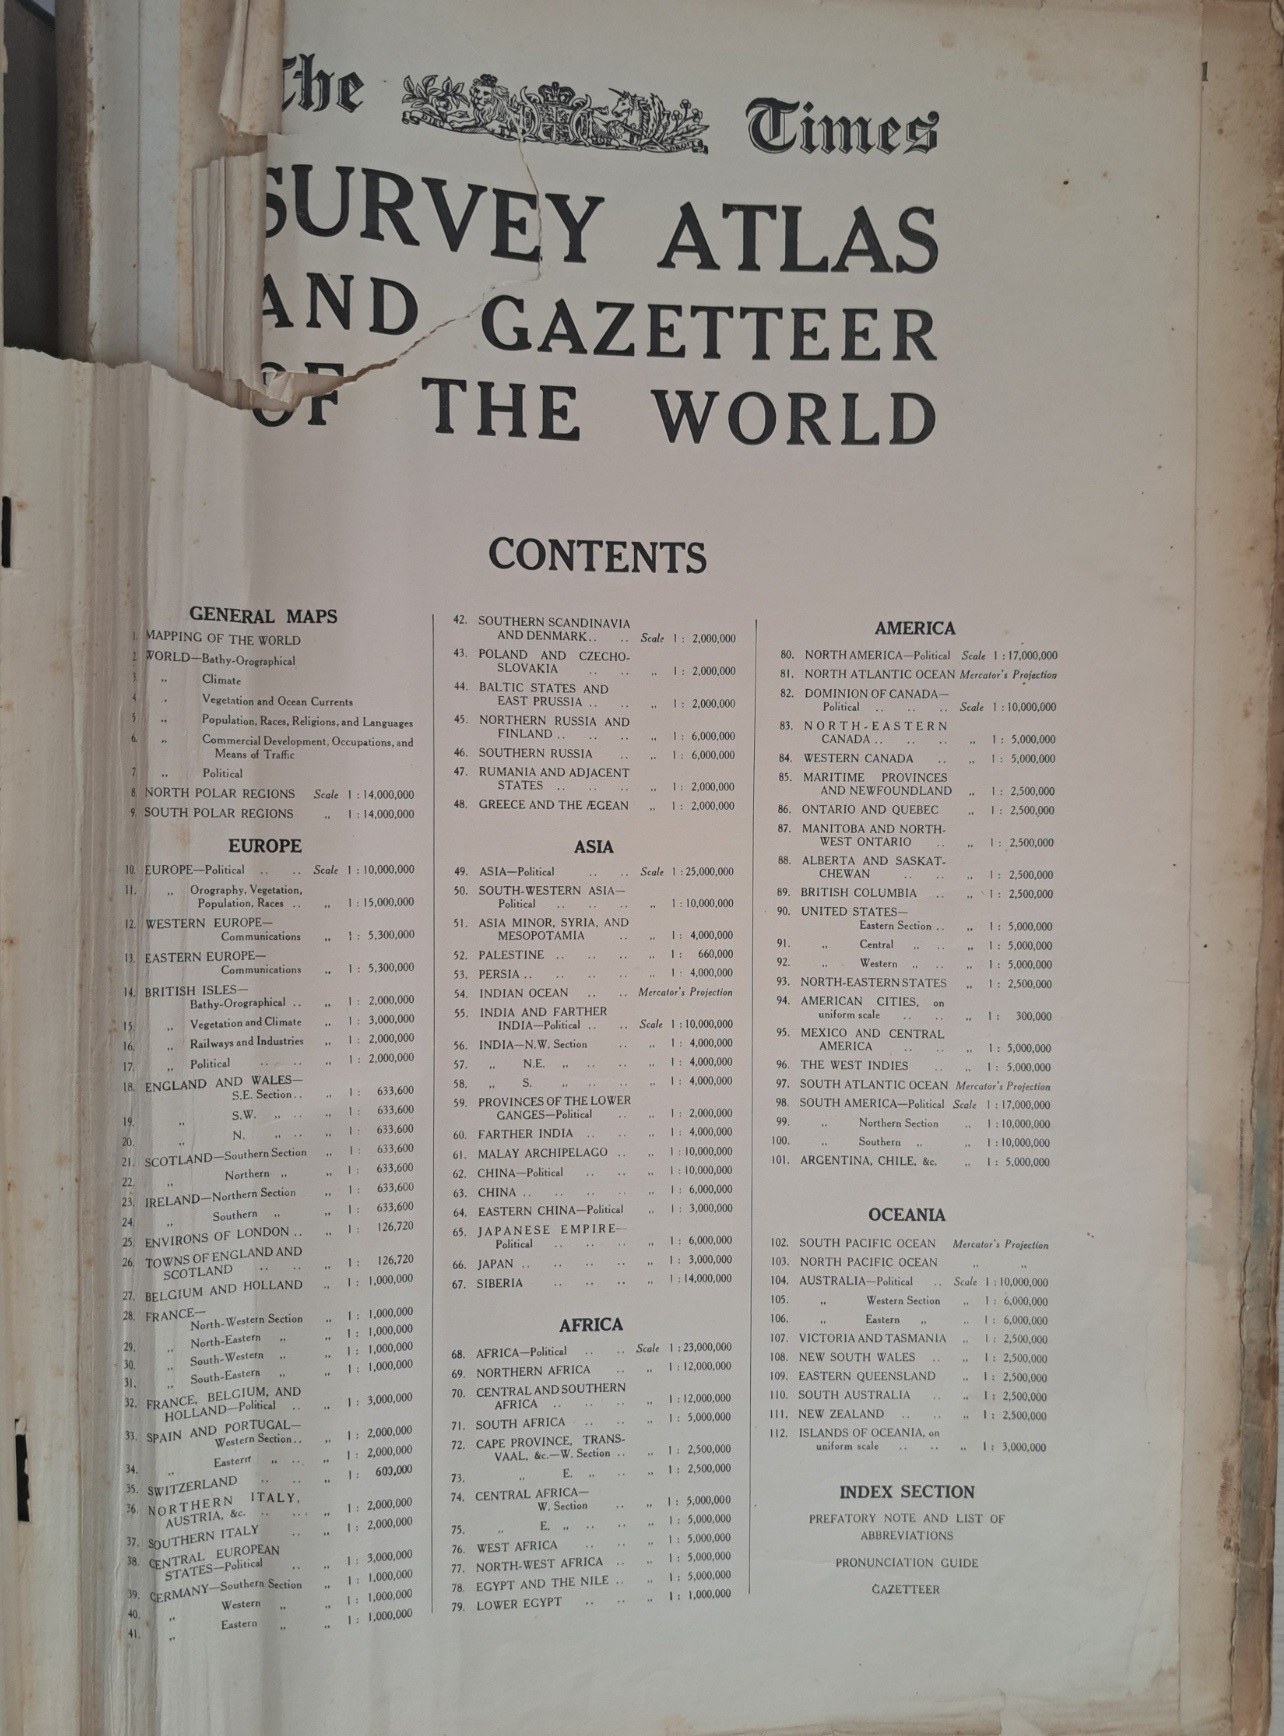 The Times
SURVEY ATLAS
AND GAZETTEER
OF THE WORLD
CONTENTS
GENERAL MAPS
1. MAPPING OF THE WORLD
2. WORLD—Bathy-Orographical
3. „ Climate
4. „ Vegetation and Ocean Currents
5. „ Population, Races, Religions, and Languages
6. „ Commercial Development, Occupations, and
Means of Traffic
7. „ Political
8. NORTH POLAR REGIONS Scale 1 : 14,000,000
9. SOUTH POLAR REGIONS „ 1 : 14,000,000
EUROPE
10. EUROPE—Political .. .. Scale 1 : 10,000,000
11. „ Orography, Vegetation,
Population, Races .. „ 1 : 15,000,000
12. WESTERN EUROPE—
Communications „ 1 : 5,300,000
13. EASTERN EUROPE—
Communications „ 1 : 5,300,000
14. BRITISH ISLES—
Bathy-Orographical .. „ 1 : 2,000,000
15. „ Vegetation and Climate „ 1 : 3,000,000
16. „ Railways and Industries „ 1 : 2,000,000
17. „ Political .. .. „ 1 : 2,000,000
18. ENGLAND AND WALES—
S.E. Section .. „ 1 : 633,600
19. „ S.W. „ .. „ 1 : 633,600
20. „ N. „ .. „ 1 : 633,600
21. SCOTLAND—Southern Section „ 1 : 633,600
22. „ Northern „ „ 1 : 633,600
23. IRELAND—Northern Section „ 1 : 633,600
24. „ Southern „ „ 1 : 633,600
25. ENVIRONS OF LONDON .. „ 1 : 126,720
26. TOWNS OF ENGLAND AND
SCOTLAND .. .. „ 1 : 126,720
27. BELGIUM AND HOLLAND „ 1 : 1,000,000
28. FRANCE—
North-Western Section „ 1 : 1,000,000
29. „ North-Eastern „ „ 1 : 1,000,000
30. „ South-Western „ „ 1 : 1,000,000
31. „ South-Eastern „ „ 1 : 1,000,000
32. FRANCE, BELGIUM, AND
HOLLAND—Political .. „ 1 : 3,000,000
33. SPAIN AND PORTUGAL—
Western Section .. „ 1 : 2,000,000
34. „ Eastern „ .. „ 1 : 2,000,000
35. SWITZERLAND .. .. „ 1 : 600,000
36. NORTHERN ITALY,
AUSTRIA, &c. .. .. „ 1 : 2,000,000
37. SOUTHERN ITALY .. „ 1 : 2,000,000
38. CENTRAL EUROPEAN
STATES—Political .. „ 1 : 3,000,000
39. GERMANY—Southern Section „ 1 : 1,000,000
40. „ Western „ „ 1 : 1,000,000
41. „ Eastern „ „ 1 : 1,000,000
42. SOUTHERN SCANDINAVIA
AND DENMARK .. .. Scale 1 : 2,000,000
43. POLAND AND CZECHO-
SLOVAKIA .. .. „ 1 : 2,000,000
44. BALTIC STATES AND
EAST PRUSSIA .. .. „ 1 : 2,000,000
45. NORTHERN RUSSIA AND
FINLAND .. .. .. „ 1 : 6,000,000
46. SOUTHERN RUSSIA .. „ 1 : 6,000,000
47. RUMANIA AND ADJACENT
STATES .. .. .. „ 1 : 2,000,000
48. GREECE AND THE ÆGEAN „ 1 : 2,000,000
ASIA
49. ASIA—Political .. .. Scale 1 : 25,000,000
50. SOUTH-WESTERN ASIA—
Political .. .. .. „ 1 : 10,000,000
51. ASIA MINOR, SYRIA, AND
MESOPOTAMIA .. „ 1 : 4,000,000
52. PALESTINE .. .. .. „ 1 : 660,000
53. PERSIA .. .. .. .. „ 1 : 4,000,000
54. INDIAN OCEAN .. .. Mercator's Projection
55. INDIA AND FARTHER
INDIA—Political .. .. Scale 1 : 10,000,000
56. INDIA—N.W. Section .. „ 1 : 4,000,000
57. „ N.E. „ .. „ 1 : 4,000,000
58. „ S. „ .. „ 1 : 4,000,000
59. PROVINCES OF THE LOWER
GANGES—Political .. „ 1 : 2,000,000
60. FARTHER INDIA .. .. „ 1 : 4,000,000
61. MALAY ARCHIPELAGO .. „ 1 : 10,000,000
62. CHINA—Political .. .. „ 1 : 10,000,000
63. CHINA .. .. .. .. „ 1 : 6,000,000
64. EASTERN CHINA—Political „ 1 : 3,000,000
65. JAPANESE EMPIRE—
Political .. .. .. „ 1 : 6,000,000
66. JAPAN .. .. .. .. „ 1 : 3,000,000
67. SIBERIA .. .. .. „ 1 : 14,000,000
AFRICA
68. AFRICA—Political .. .. Scale 1 : 23,000,000
69. NORTHERN AFRICA .. „ 1 : 12,000,000
70. CENTRAL AND SOUTHERN
AFRICA .. .. .. „ 1 : 12,000,000
71. SOUTH AFRICA .. .. „ 1 : 5,000,000
72. CAPE PROVINCE, TRANS-
VAAL, &c.—W. Section .. „ 1 : 2,500,000
73. „ E. „ .. „ 1 : 2,500,000
74. CENTRAL AFRICA—
W. Section .. „ 1 : 5,000,000
75. „ E. „ .. .. „ 1 : 5,000,000
76. WEST AFRICA .. .. „ 1 : 5,000,000
77. NORTH-WEST AFRICA .. „ 1 : 5,000,000
78. EGYPT AND THE NILE .. „ 1 : 5,000,000
79. LOWER EGYPT .. .. „ 1 : 1,000,000
AMERICA
80. NORTH AMERICA—Political Scale 1 : 17,000,000
81. NORTH ATLANTIC OCEAN Mercator's Projection
82. DOMINION OF CANADA—
Political .. .. .. Scale 1 : 10,000,000
83. NORTH-EASTERN
CANADA .. .. .. „ 1 : 5,000,000
84. WESTERN CANADA .. „ 1 : 5,000,000
85. MARITIME PROVINCES
AND NEWFOUNDLAND „ 1 : 2,500,000
86. ONTARIO AND QUEBEC „ 1 : 2,500,000
87. MANITOBA AND NORTH-
WEST ONTARIO .. „ 1 : 2,500,000
88. ALBERTA AND SASKAT-
CHEWAN .. .. „ 1 : 2,500,000
89. BRITISH COLUMBIA .. „ 1 : 2,500,000
90. UNITED STATES—
Eastern Section .. „ 1 : 5,000,000
91. „ Central „ .. „ 1 : 5,000,000
92. „ Western „ .. „ 1 : 5,000,000
93. NORTH-EASTERN STATES „ 1 : 2,500,000
94. AMERICAN CITIES, on
uniform scale .. .. „ 1 : 300,000
95. MEXICO AND CENTRAL
AMERICA .. .. „ 1 : 5,000,000
96. THE WEST INDIES .. „ 1 : 5,000,000
97. SOUTH ATLANTIC OCEAN Mercator's Projection
98. SOUTH AMERICA—Political Scale 1 : 17,000,000
99. „ Northern Section „ 1 : 10,000,000
100. „ Southern „ „ 1 : 10,000,000
101. ARGENTINA, CHILE, &c. „ 1 : 5,000,000
OCEANIA
102. SOUTH PACIFIC OCEAN Mercator's Projection
103. NORTH PACIFIC OCEAN „ „
104. AUSTRALIA—Political .. Scale 1 : 10,000,000
105. „ Western Section „ 1 : 6,000,000
106. „ Eastern „ „ 1 : 6,000,000
107. VICTORIA AND TASMANIA „ 1 : 2,500,000
108. NEW SOUTH WALES .. „ 1 : 2,500,000
109. EASTERN QUEENSLAND „ 1 : 2,500,000
110. SOUTH AUSTRALIA .. „ 1 : 2,500,000
111. NEW ZEALAND .. .. „ 1 : 2,500,000
112. ISLANDS OF OCEANIA, on
uniform scale .. .. „ 1 : 3,000,000
INDEX SECTION
PREFATORY NOTE AND LIST OF
ABBREVIATIONS
PRONUNCIATION GUIDE
GAZETTEER